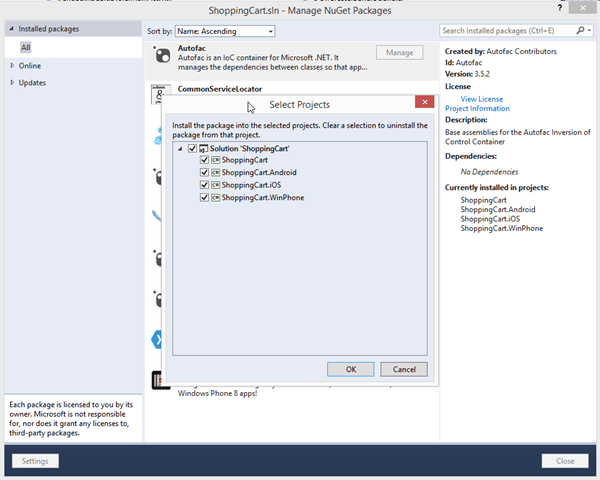 ShoppingCart.sln - Manage NuGet Packages
?
Installed packages
All
Online
Updates
Each package is licensed to you by its
owner. Microsoft is not responsible
for, nor does it grant any licenses to,
third-party packages.
Settings
Sort by: Name: Ascending
Autofac
Autofac is an IoC container for Microsoft .NET. It
manages the dependencies between classes so that app...
Manage
CommonServiceLocator
Select Projects
Install the package into the selected projects. Clear a selection to uninstall the
package from that project.
Solution 'ShoppingCart'
ShoppingCart
ShoppingCart.Android
ShoppingCart.iOS
ShoppingCart.WinPhone
OK
Cancel
Windows Phone 8 apps!
Search Installed packages (Ctrl+E)
Created by: Autofac Contributors
Id: Autofac
Version: 3.5.2
License
View License
Project Information
Description:
Base assemblies for the Autofac Inversion of
Control Container
Dependencies:
No Dependencies
Currently installed in projects:
ShoppingCart
ShoppingCart.Android
ShoppingCart.iOS
ShoppingCart.WinPhone
Close